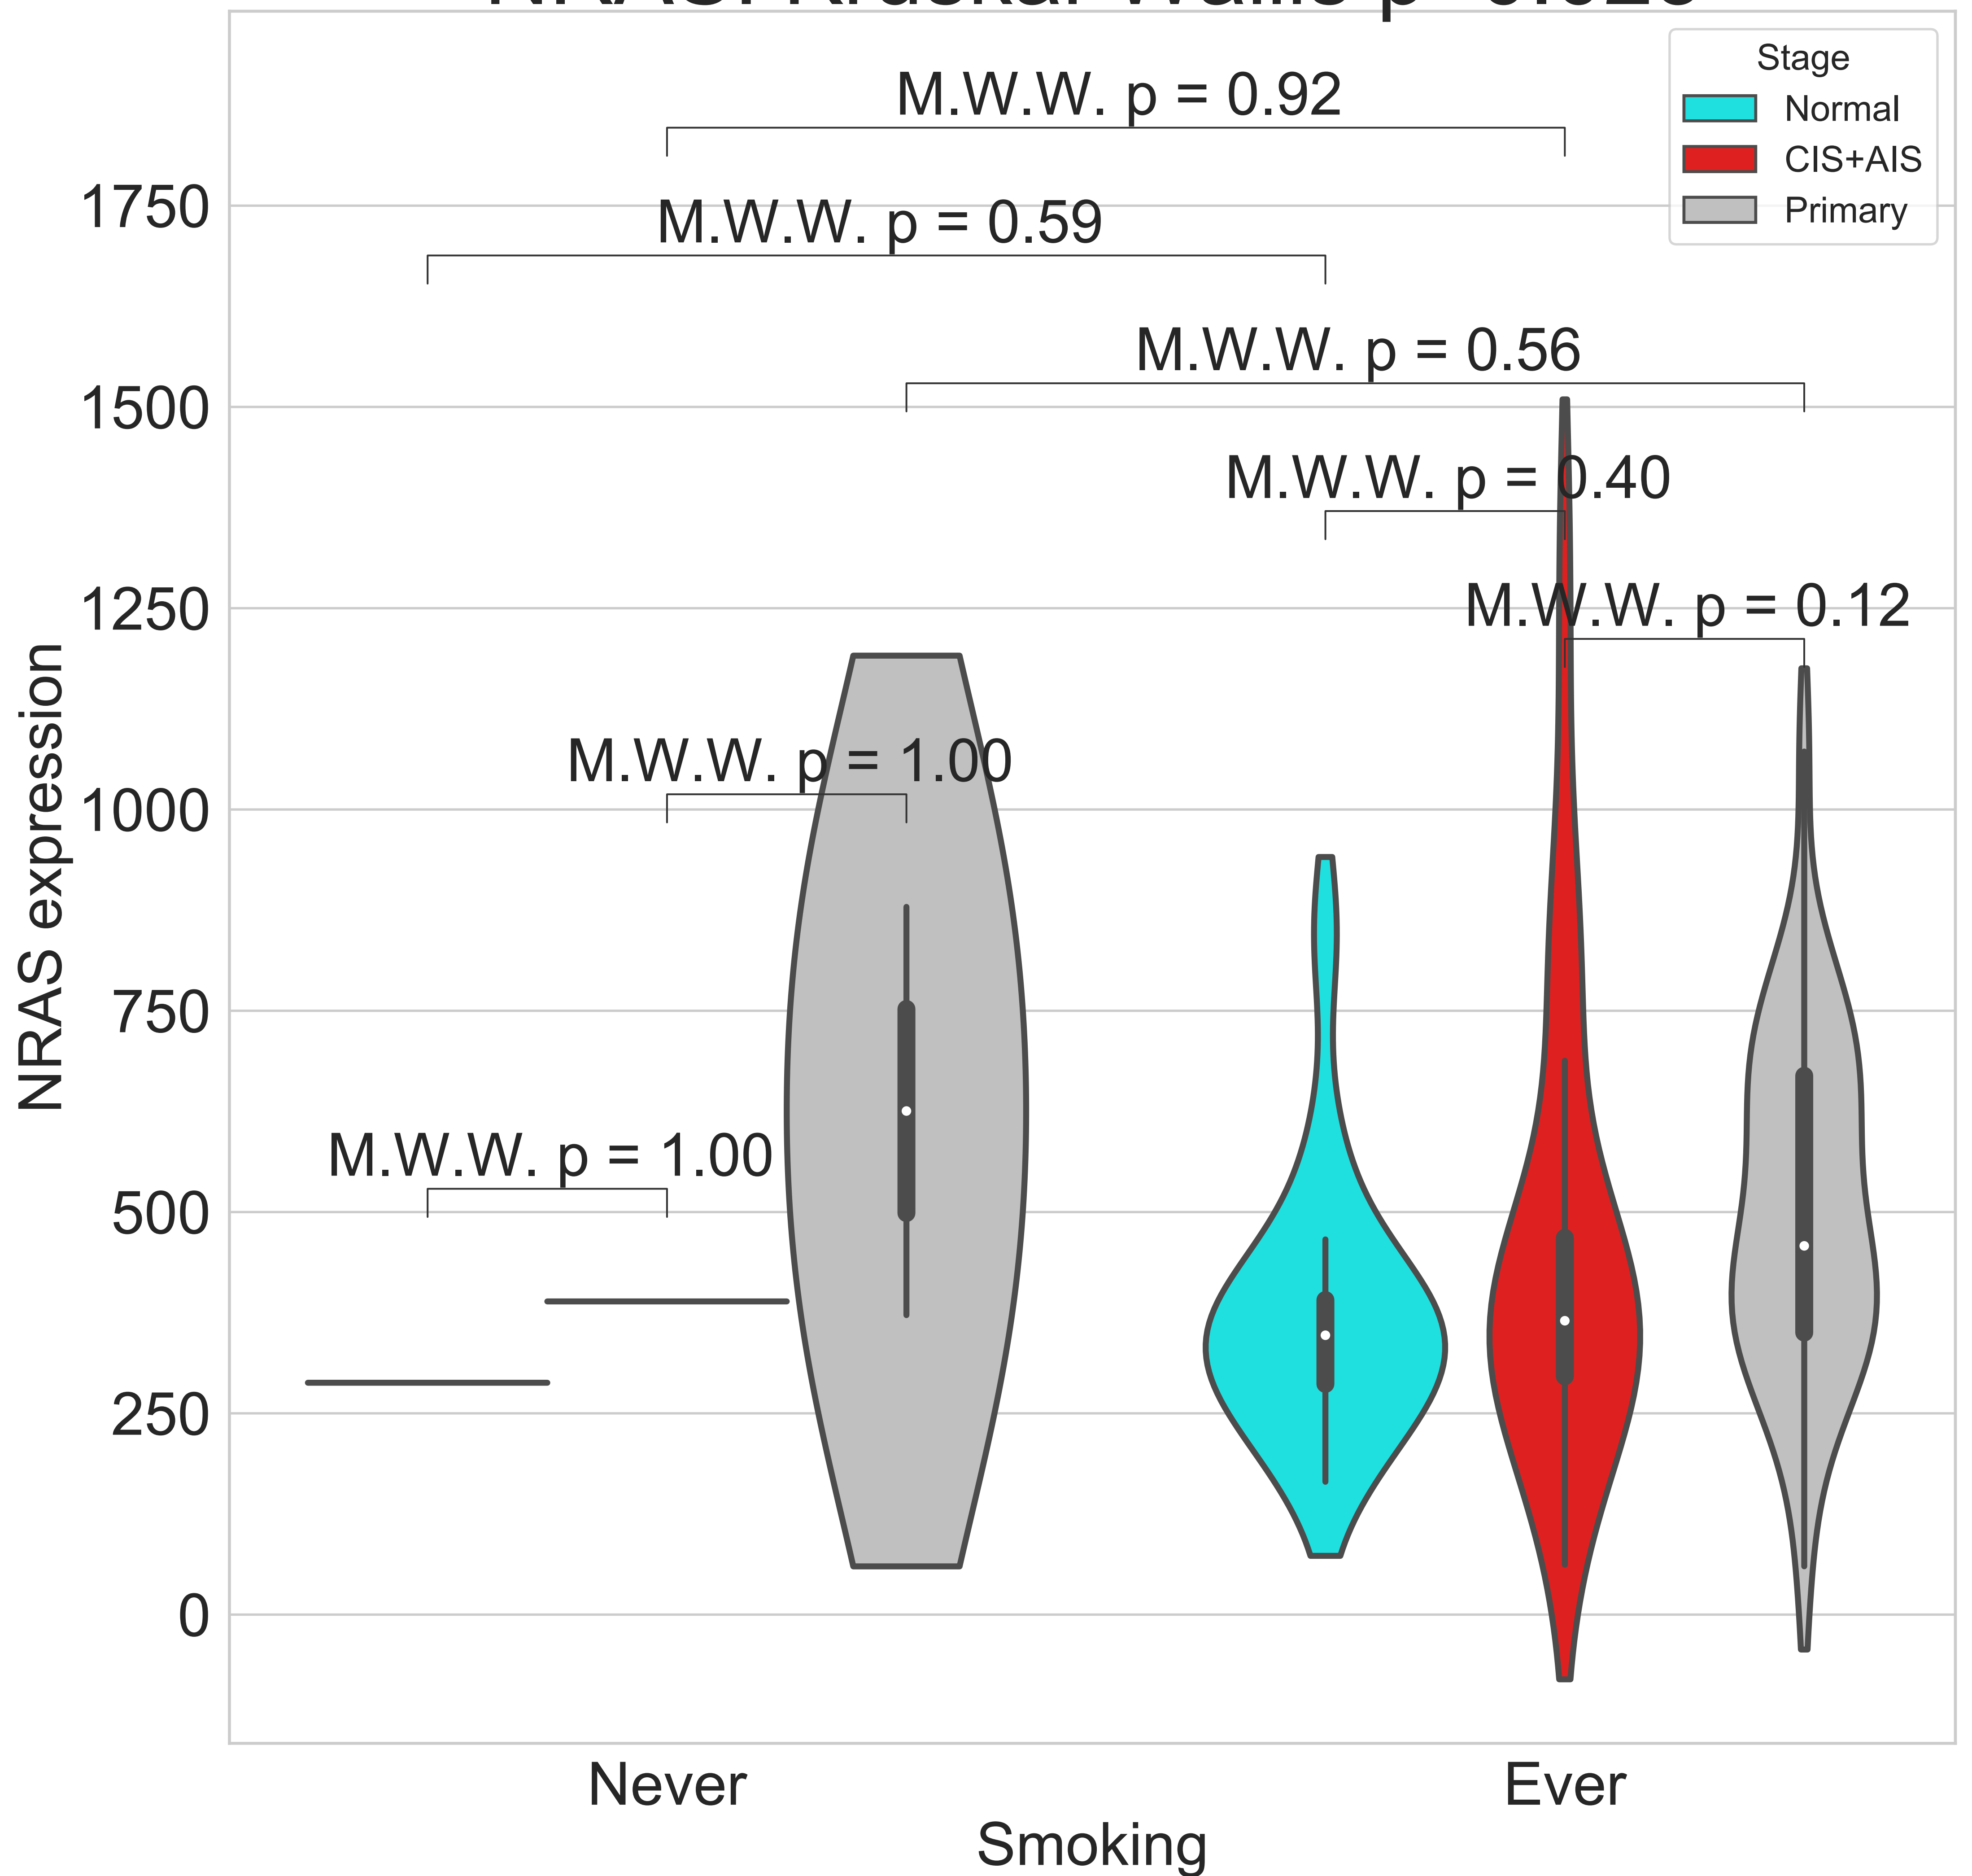 Stage
Normal
CIS+AIS
Primary
M.W.W. p = 0.92
M.W.W. p = 0.59
M.W.W. p = 0.56
M.W.W. p = 0.40
M.W.W. p = 0.12
M.W.W. p = 1.00
M.W.W. p = 1.00
1750
1500
1250
1000
750
500
250
0
NRAS expression
Never
Ever
Smoking